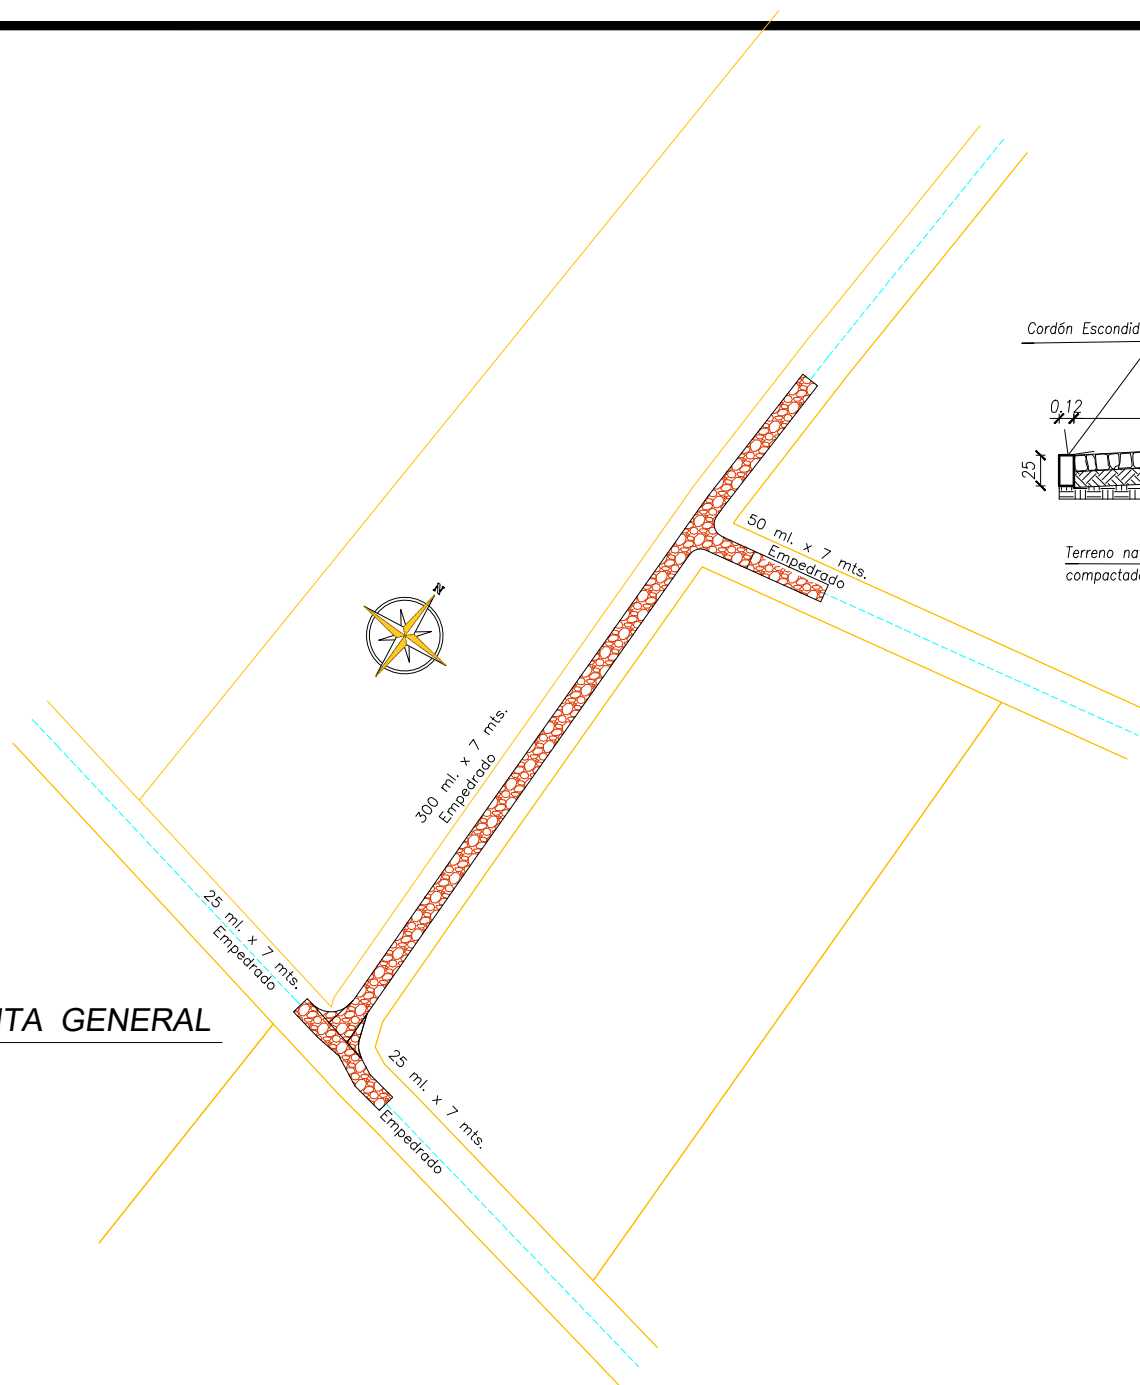 Cordón Escondid
0.12
25
Terreno na
compactad
50 ml. x 7 mts.
Empedrado
N
300 ml. x 7 mts.
Empedrado
25 ml. x 7 mts.
Empedrado
TA GENERAL
25 ml. x 7 mts.
Empedrado